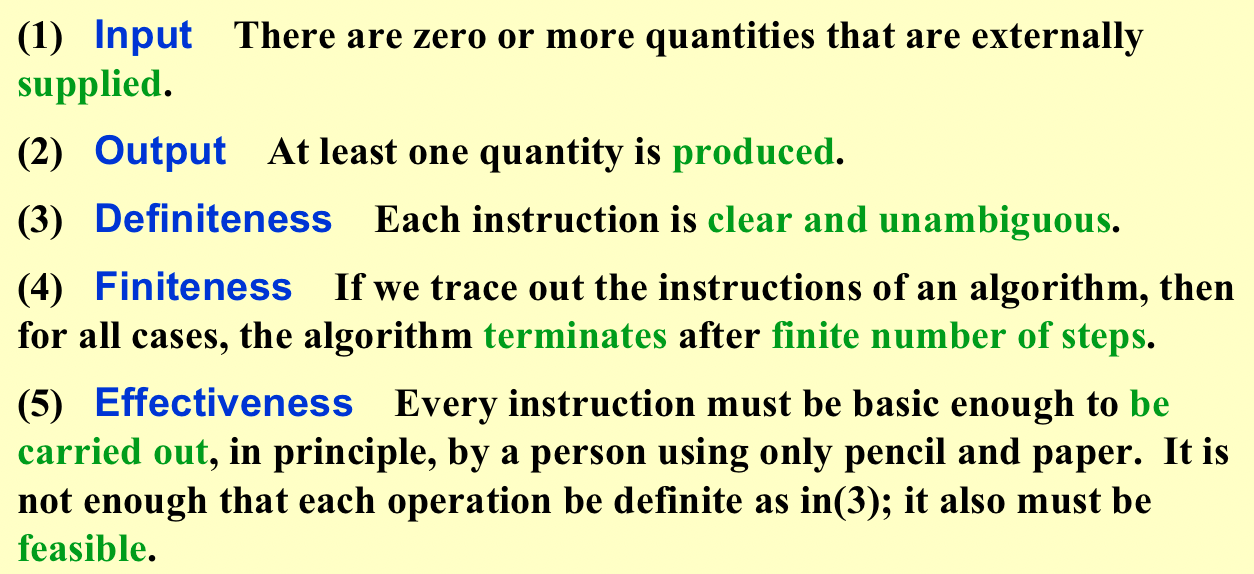 (1) Input There are zero or more quantities that are externally
supplied.
(2) Output At least one quantity is produced.
(3) Definiteness Each instruction is clear and unambiguous.
(4) Finiteness If we trace out the instructions of an algorithm, then
for all cases, the algorithm terminates after finite number of steps.
(5) Effectiveness Every instruction must be basic enough to be
carried out, in principle, by a person using only pencil and paper. It is
not enough that each operation be definite as in(3); it also must be
feasible.